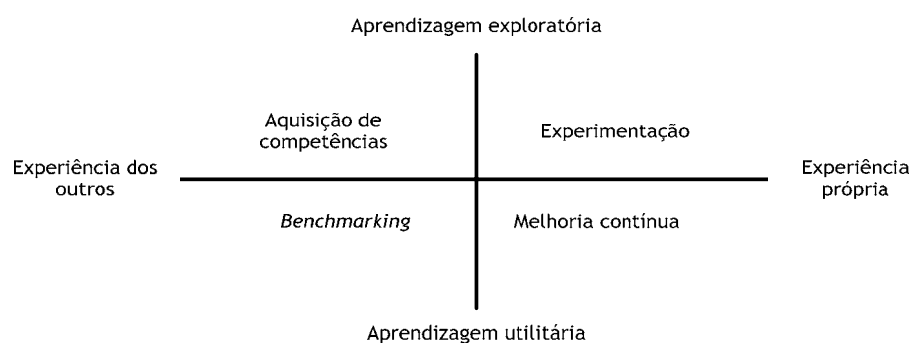 Aprendizagem exploratória
Aquisição de
competências
Experimentação
Experiência dos
outros
Experiência
própria
Benchmarking
Melhoria contínua
Aprendizagem utilitária